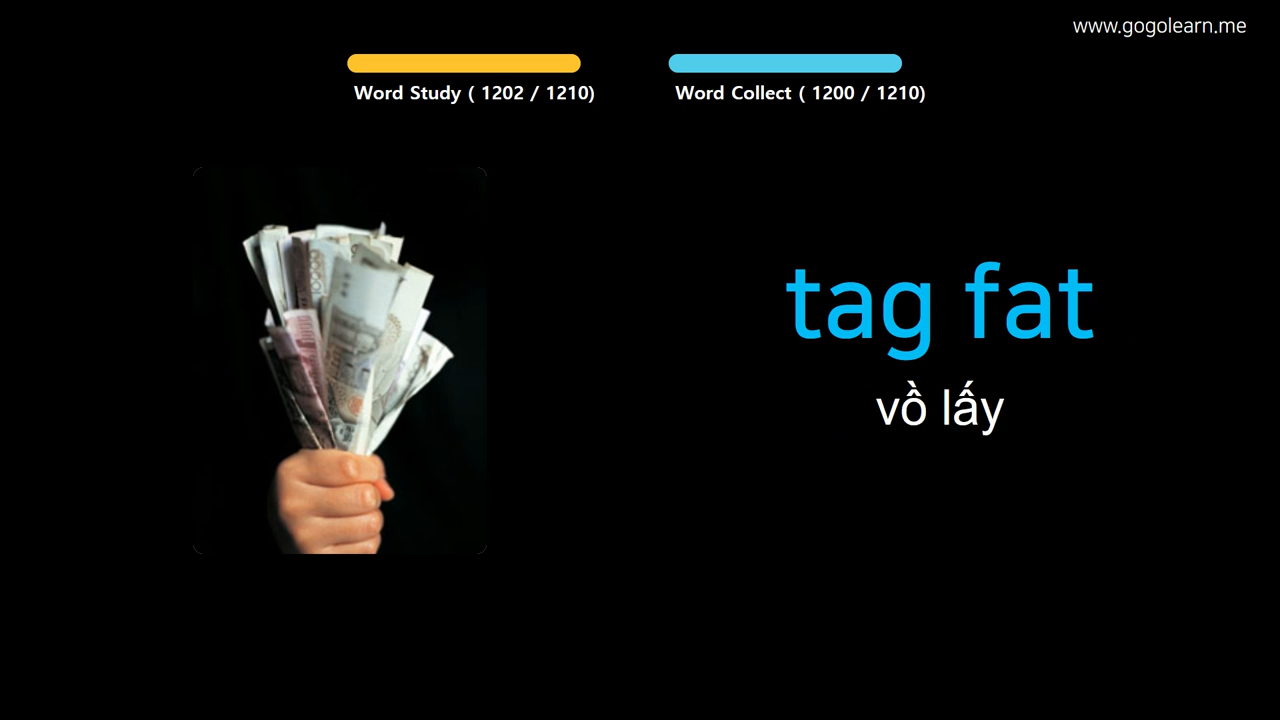 www.gogolearn.me
Word Study ( 1202 / 1210)
Word Collect ( 1200 / 1210)
tag fat
vồ lấy